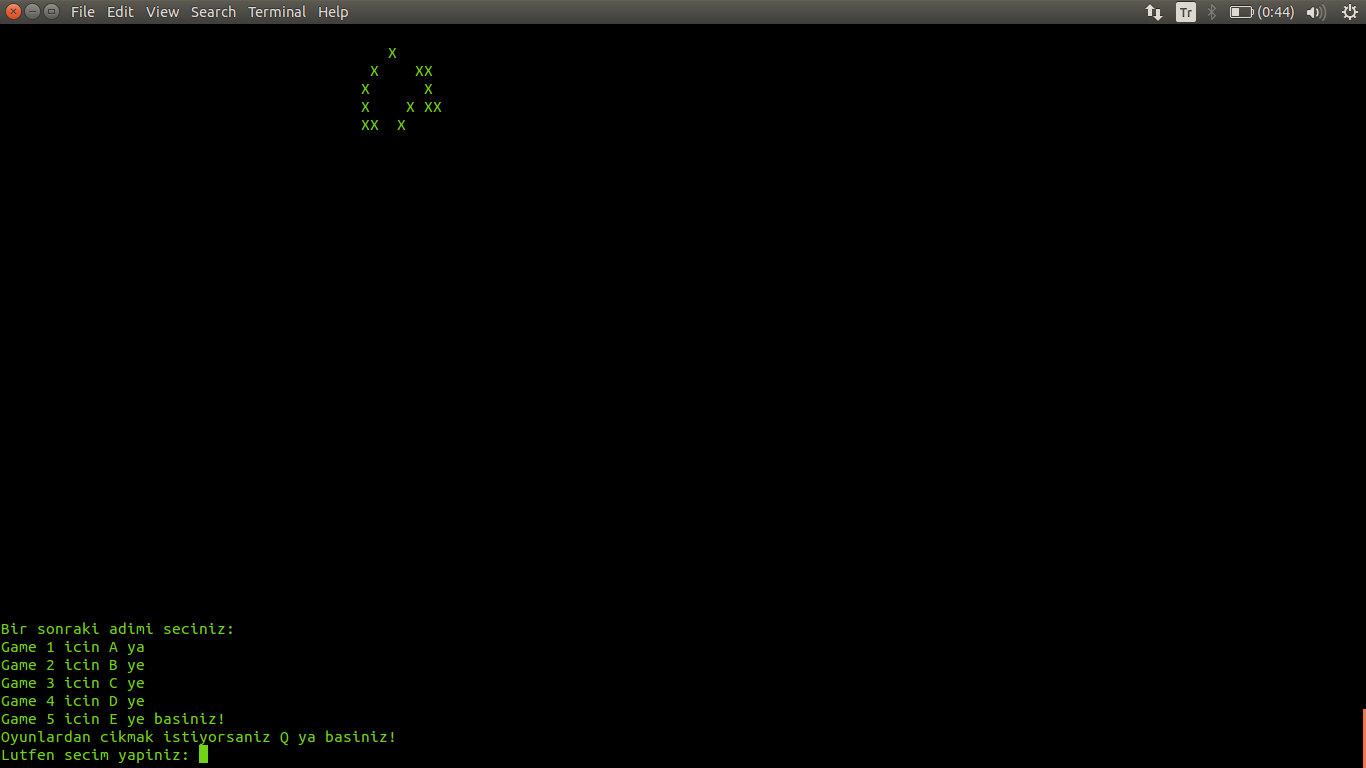 File Edit View Search Terminal Help Tr (0:44)
X
X XX
X X
X X XX
XX X
Bir sonraki adimi seciniz:
Game 1 icin A ya
Game 2 icin B ye
Game 3 icin C ye
Game 4 icin D ye
Game 5 icin E ye basiniz!
Oyunlardan cikmak istiyorsaniz Q ya basiniz!
Lutfen secim yapiniz: